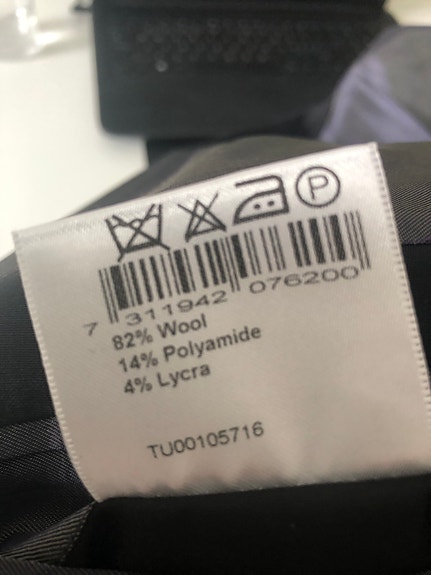 P
7 311942 076200
82% Wool
14% Polyamide
4% Lycra
TU00105716